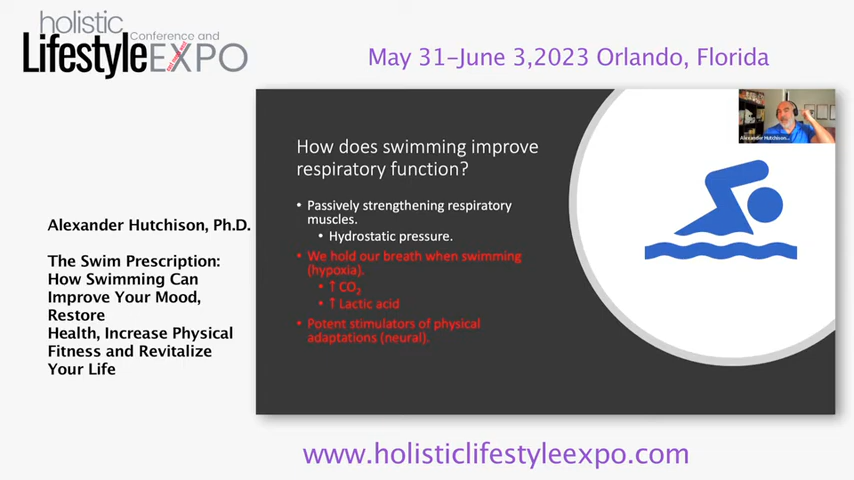 holistic
Conference and
LifestyleEXPO
May 31-June 3,2023 Orlando, Florida
Alexander Hutchison...
How does swimming improve
respiratory function?
• Passively strengthening respiratory
muscles.
• Hydrostatic pressure.
• We hold our breath when swimming
(hypoxia).
• ↑ CO₂
• ↑ Lactic acid
• Potent stimulators of physical
adaptations (neural).
Alexander Hutchison, Ph.D.
The Swim Prescription:
How Swimming Can
Improve Your Mood,
Restore
Health, Increase Physical
Fitness and Revitalize
Your Life
www.holisticlifestyleexpo.com